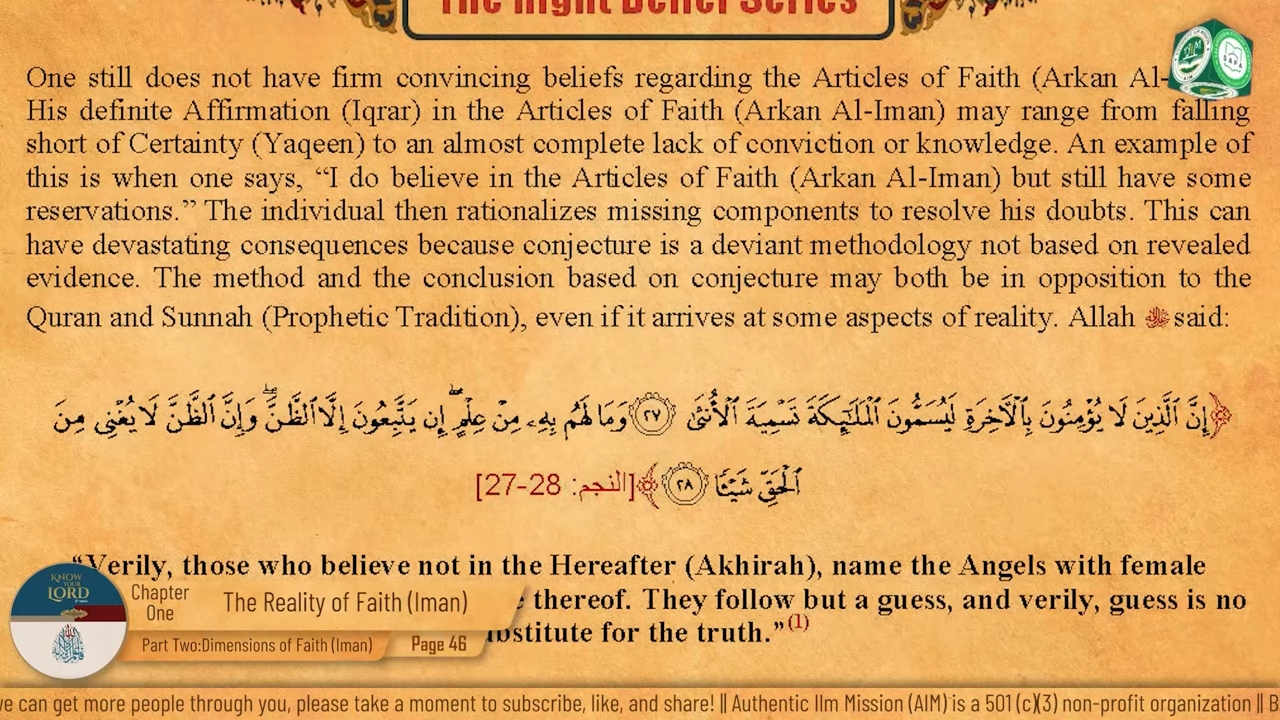 The Right Belief Series
One still does not have firm convincing beliefs regarding the Articles of Faith (Arkan Al-
His definite Affirmation (Iqrar) in the Articles of Faith (Arkan Al-Iman) may range from falling
short of Certainty (Yaqeen) to an almost complete lack of conviction or knowledge. An example of
this is when one says, “I do believe in the Articles of Faith (Arkan Al-Iman) but still have some
reservations.” The individual then rationalizes missing components to resolve his doubts. This can
have devastating consequences because conjecture is a deviant methodology not based on revealed
evidence. The method and the conclusion based on conjecture may both be in opposition to the
Quran and Sunnah (Prophetic Tradition), even if it arrives at some aspects of reality. Allah said:
﴿إِنَّ ٱلَّذِينَ لَا يُؤْمِنُونَ بِٱلْأَخِرَةِ لَيُسَمُّونَ ٱلْمَلَـٰٓئِكَةَ تَسْمِيَةَ ٱلْأُنثَىٰ ٢٧ وَمَا لَهُم بِهِۦ مِنْ عِلْمٍ ۖ إِن يَتَّبِعُونَ إِلَّا ٱلظَّنَّ ۖ وَإِنَّ ٱلظَّنَّ لَا يُغْنِى مِنَ
ٱلْحَقِّ شَيْـًٔا ٢٨﴾ [النجم: 27-28]
“Verily, those who believe not in the Hereafter (Akhirah), name the Angels with female
thereof. They follow but a guess, and verily, guess is no
substitute for the truth.”(1)
KNOW YOUR LORD
Chapter One
The Reality of Faith (Iman)
Part Two:Dimensions of Faith (Iman)
Page 46
we can get more people through you, please take a moment to subscribe, like, and share! || Authentic Ilm Mission (AIM) is a 501 (c)(3) non-profit organization || B